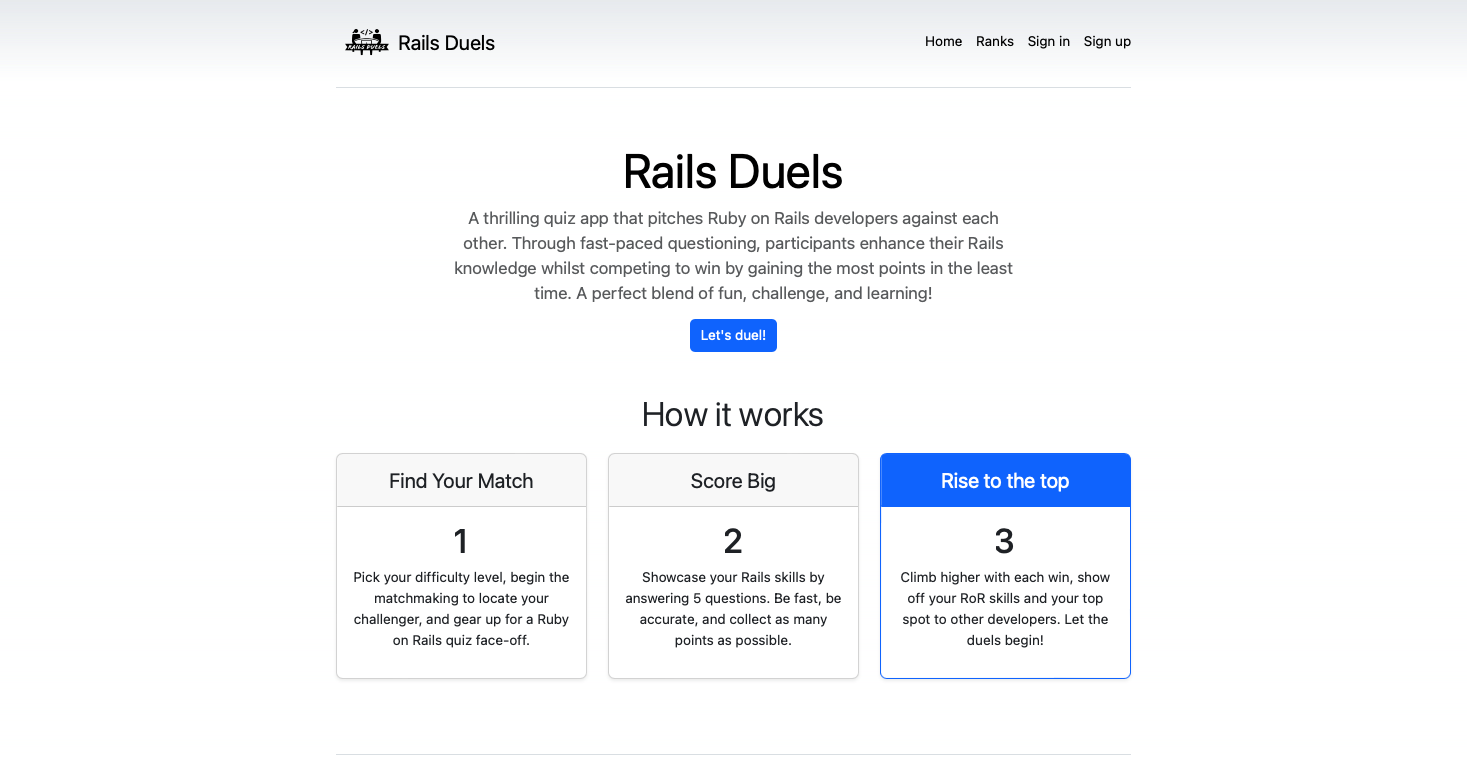 RAILS DUELS
Rails Duels
Home Ranks Sign in Sign up
Rails Duels
A thrilling quiz app that pitches Ruby on Rails developers against each
other. Through fast-paced questioning, participants enhance their Rails
knowledge whilst competing to win by gaining the most points in the least
time. A perfect blend of fun, challenge, and learning!
Let's duel!
How it works
Find Your Match
1
Pick your difficulty level, begin the
matchmaking to locate your
challenger, and gear up for a Ruby
on Rails quiz face-off.
Score Big
2
Showcase your Rails skills by
answering 5 questions. Be fast, be
accurate, and collect as many
points as possible.
Rise to the top
3
Climb higher with each win, show
off your RoR skills and your top
spot to other developers. Let the
duels begin!